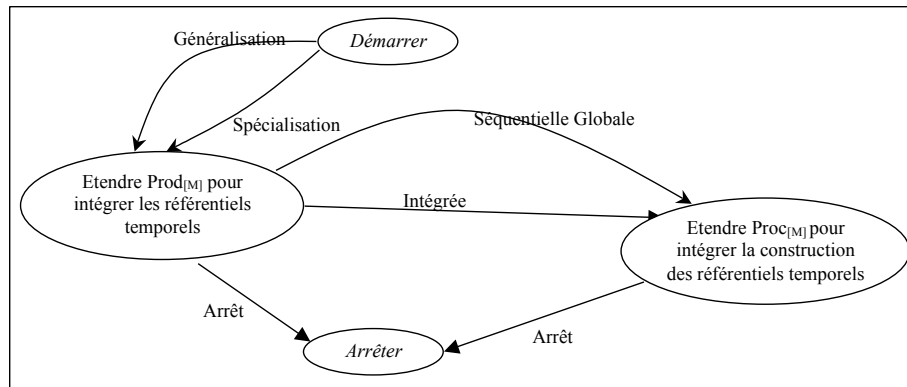 Généralisation
Démarrer
Spécialisation
Séquentielle Globale
Etendre Prod[M] pour
intégrer les référentiels
temporels
Intégrée
Etendre Proc[M] pour
intégrer la construction
des référentiels temporels
Arrêt
Arrêt
Arrêter